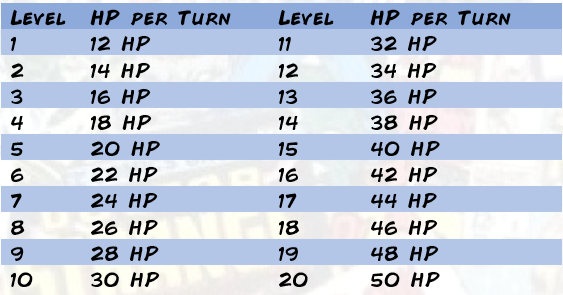 Level HP per Turn Level HP per Turn
1 12 HP 11 32 HP
2 14 HP 12 34 HP
3 16 HP 13 36 HP
4 18 HP 14 38 HP
5 20 HP 15 40 HP
6 22 HP 16 42 HP
7 24 HP 17 44 HP
8 26 HP 18 46 HP
9 28 HP 19 48 HP
10 30 HP 20 50 HP